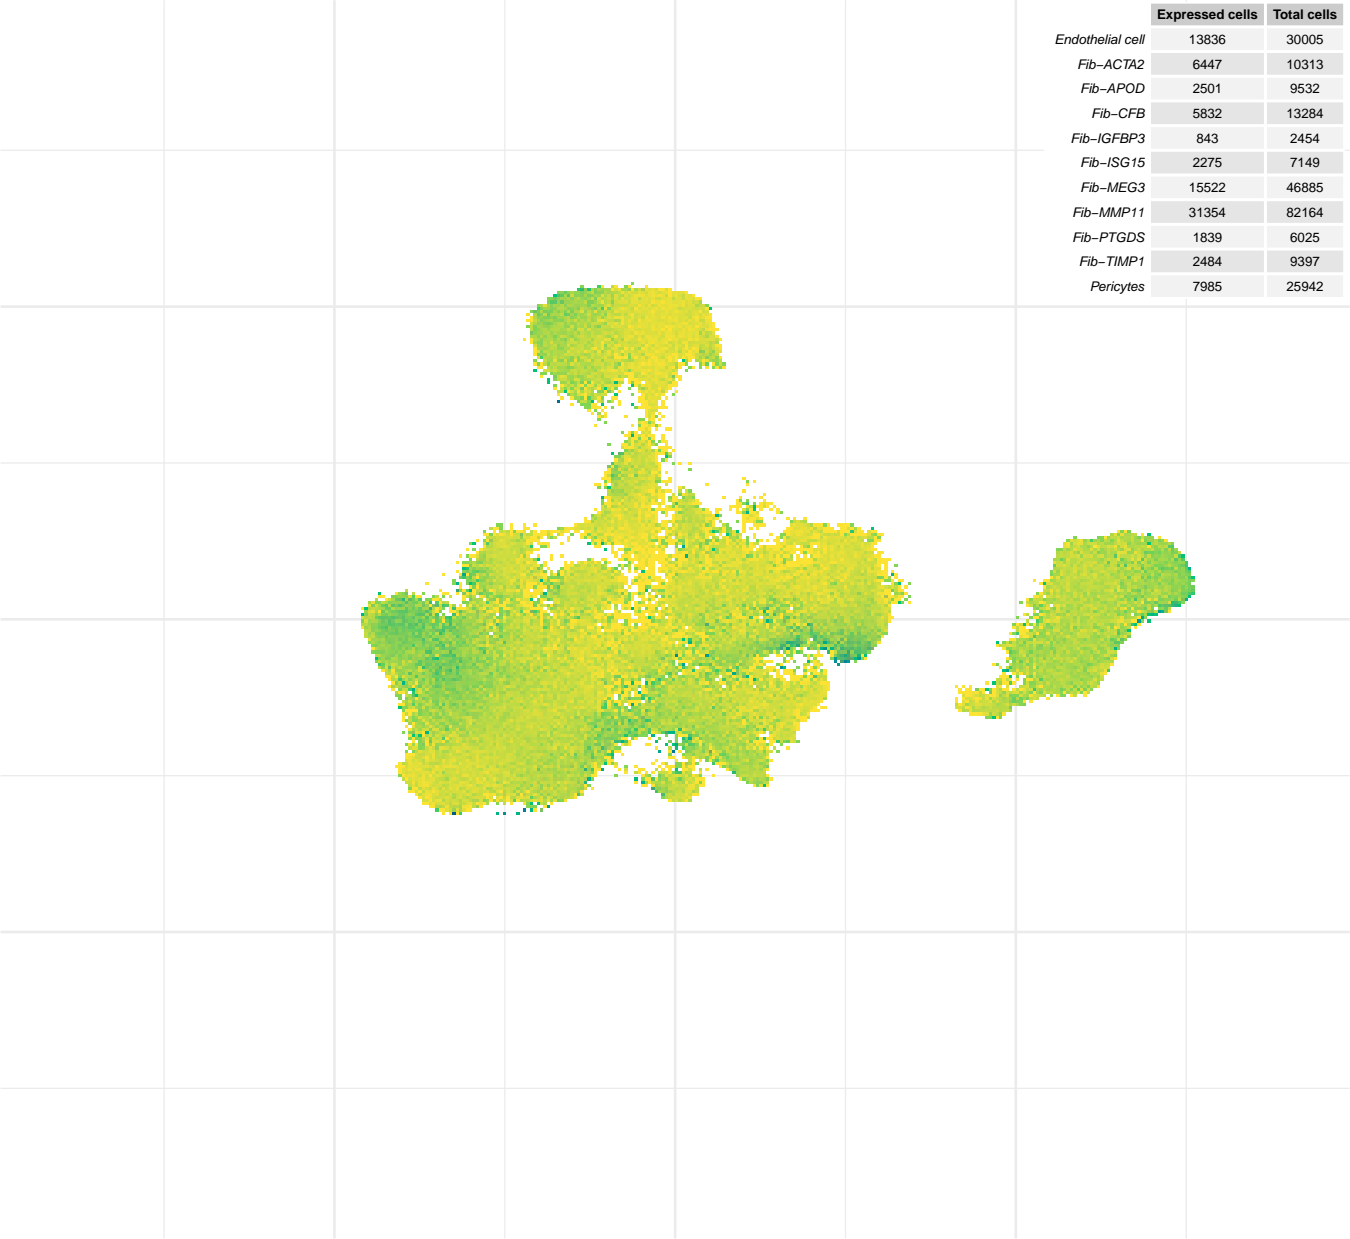 Expressed cells Total cells
Endothelial cell 13836 30005
Fib−ACTA2 6447 10313
Fib−APOD 2501 9532
Fib−CFB 5832 13284
Fib−IGFBP3 843 2454
Fib−ISG15 2275 7149
Fib−MEG3 15522 46885
Fib−MMP11 31354 82164
Fib−PTGDS 1839 6025
Fib−TIMP1 2484 9397
Pericytes 7985 25942